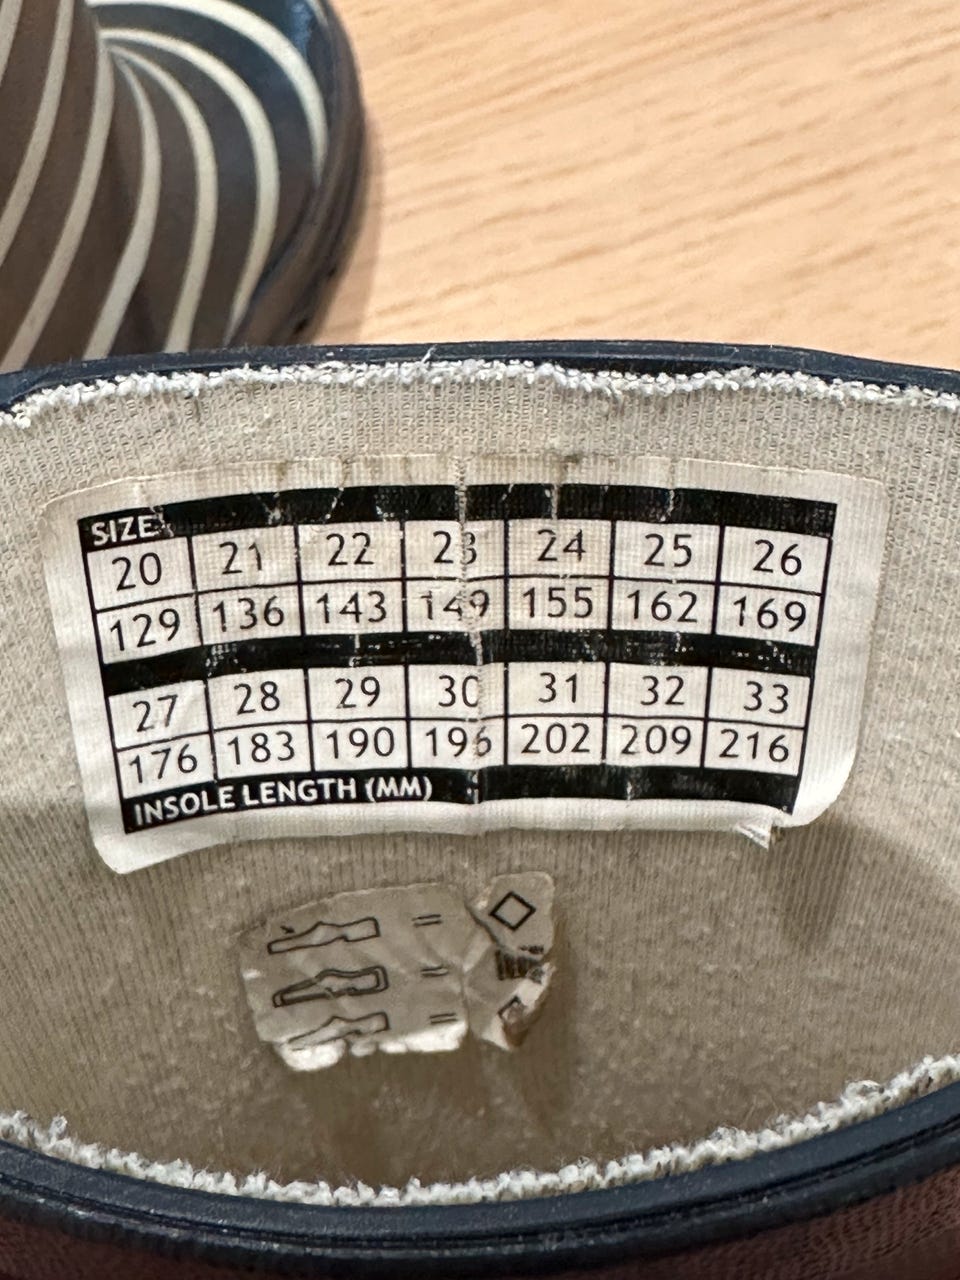 SIZE
20 21 22 23 24 25 26
129 136 143 149 155 162 169
27 28 29 30 31 32 33
176 183 190 196 202 209 216
INSOLE LENGTH (MM)
=
=
=